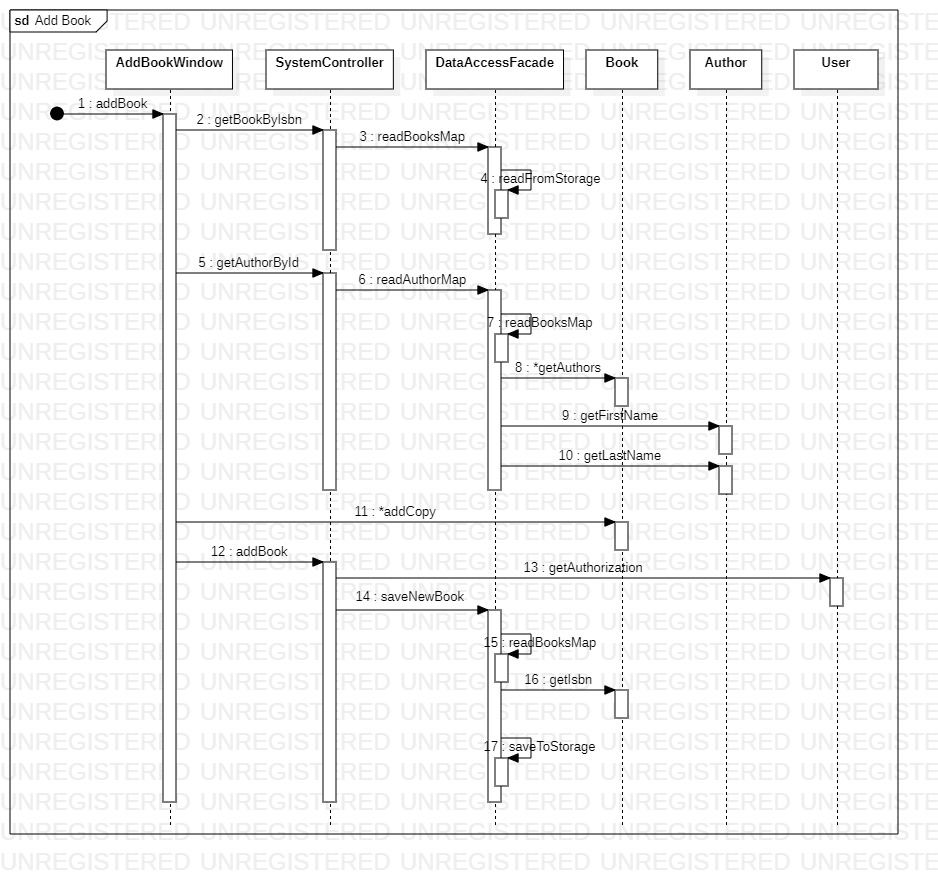 sd Add Book
AddBookWindow
SystemController
DataAccessFacade
Book
Author
User
1 : addBook
2 : getBookByIsbn
3 : readBooksMap
4 : readFromStorage
5 : getAuthorById
6 : readAuthorMap
7 : readBooksMap
8 : *getAuthors
9 : getFirstName
10 : getLastName
11 : *addCopy
12 : addBook
13 : getAuthorization
14 : saveNewBook
15 : readBooksMap
16 : getIsbn
17 : saveToStorage
UNREGISTERED UNREGISTERED UNREGISTERED UNREGISTERED